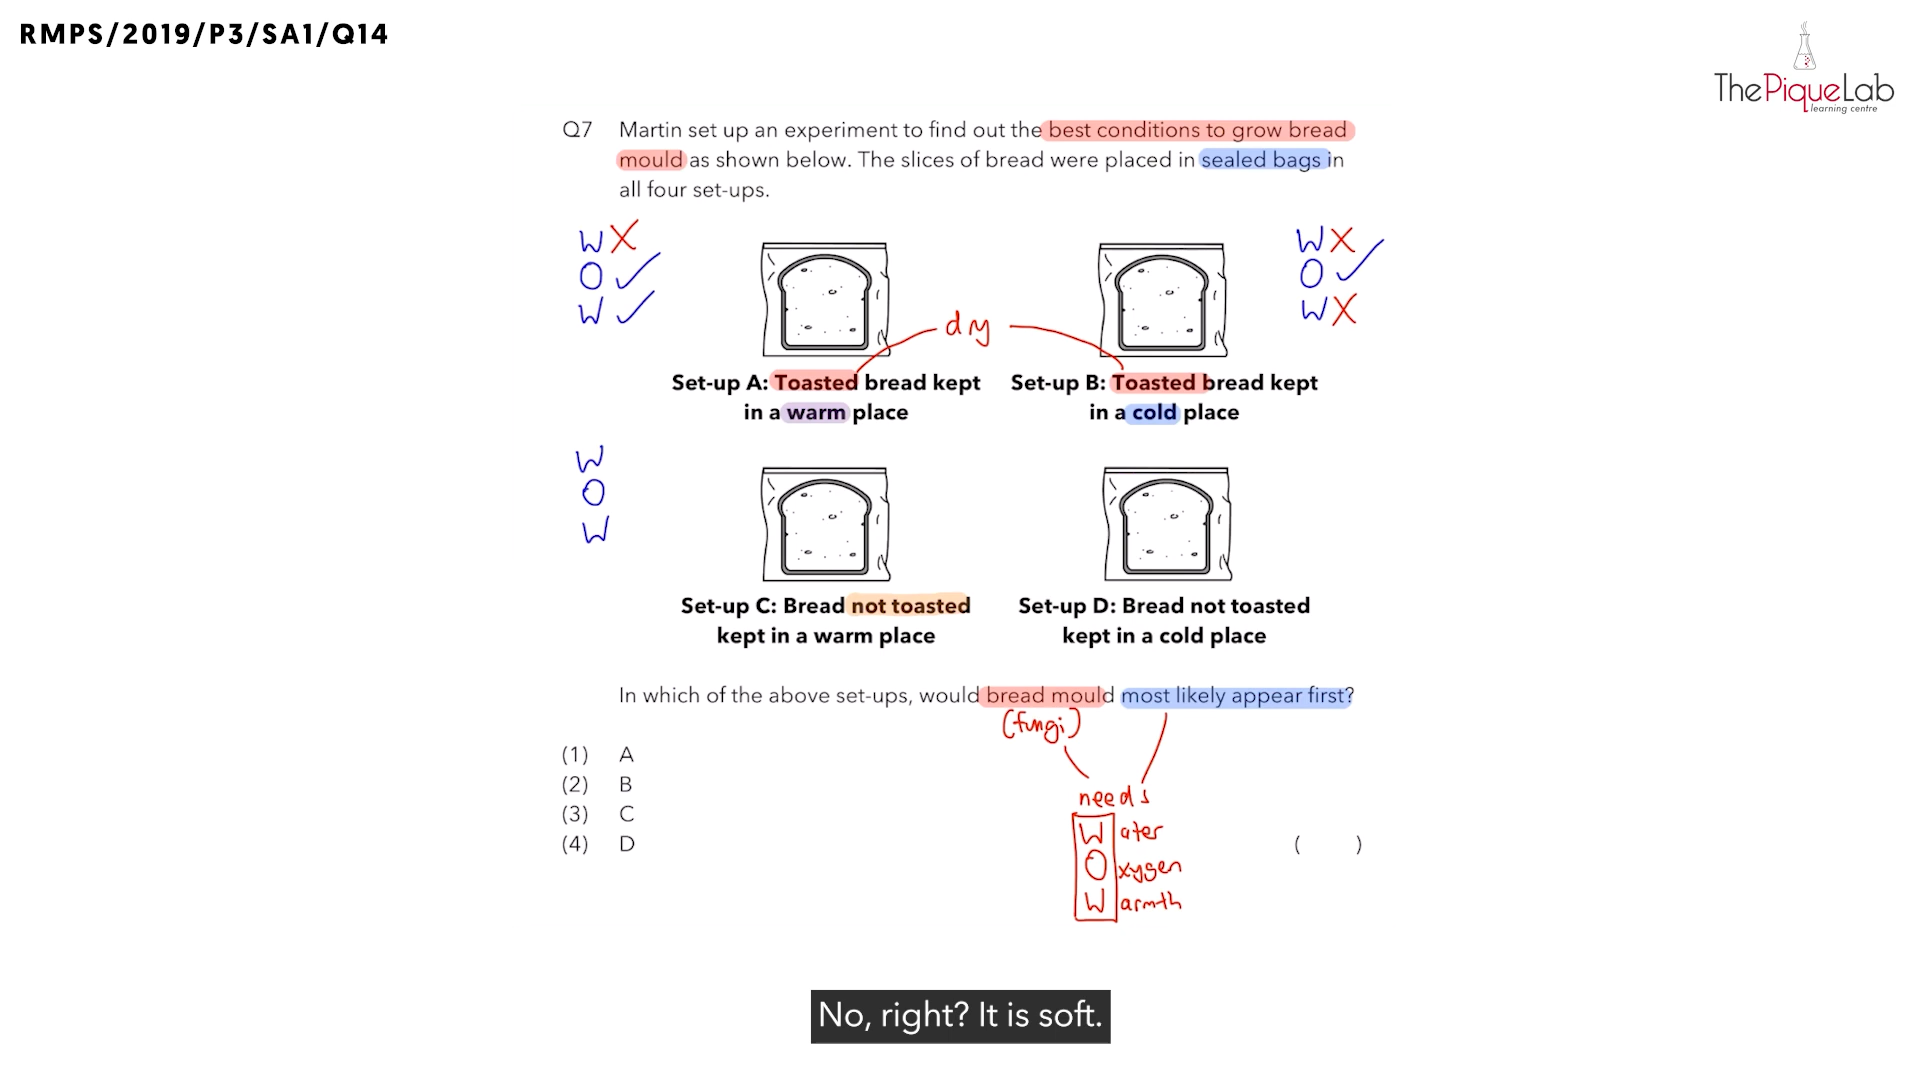 RMPS/2019/P3/SA1/Q14
ThePiqueLab
learning centre
Q7 Martin set up an experiment to find out the best conditions to grow bread
mould as shown below. The slices of bread were placed in sealed bags in
all four set-ups.
W X
O ✓
W ✓
W X
O ✓
W X
dry
Set-up A: Toasted bread kept
in a warm place
Set-up B: Toasted bread kept
in a cold place
W
O
W
Set-up C: Bread not toasted
kept in a warm place
Set-up D: Bread not toasted
kept in a cold place
In which of the above set-ups, would bread mould most likely appear first?
(fungi)
(1) A
(2) B
(3) C
(4) D
( )
needs
Water
Oxygen
Warmth
No, right? It is soft.